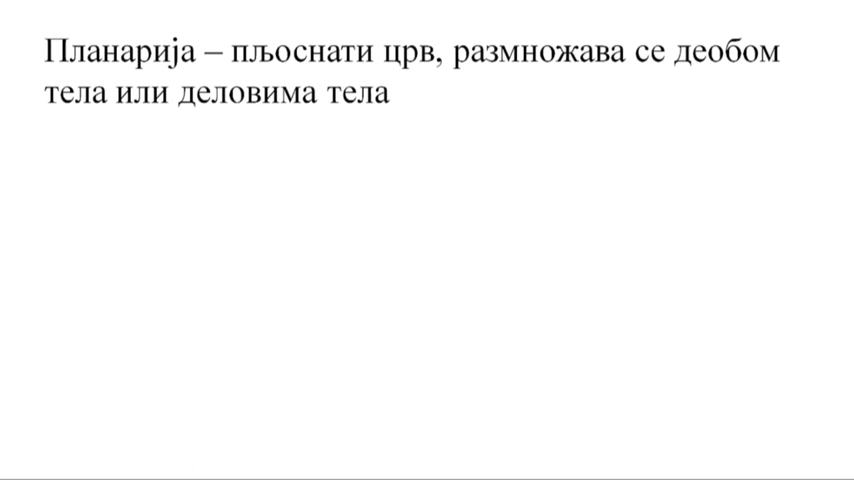 Планарија – пљоснати црв, размножава се деобом
тела или деловима тела